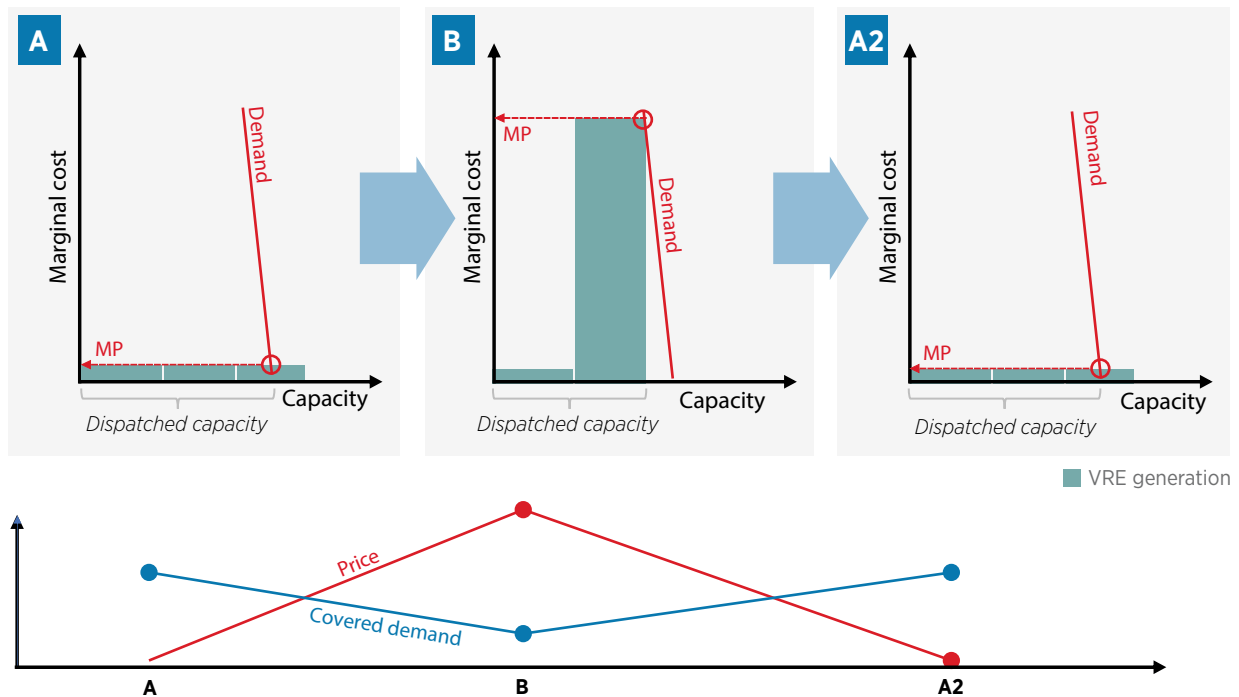 A
Marginal cost
Demand
MP
Capacity
Dispatched capacity
B
Marginal cost
MP
Demand
Capacity
Dispatched capacity
A2
Marginal cost
Demand
MP
Capacity
Dispatched capacity
VRE generation
Price
Covered demand
A
B
A2